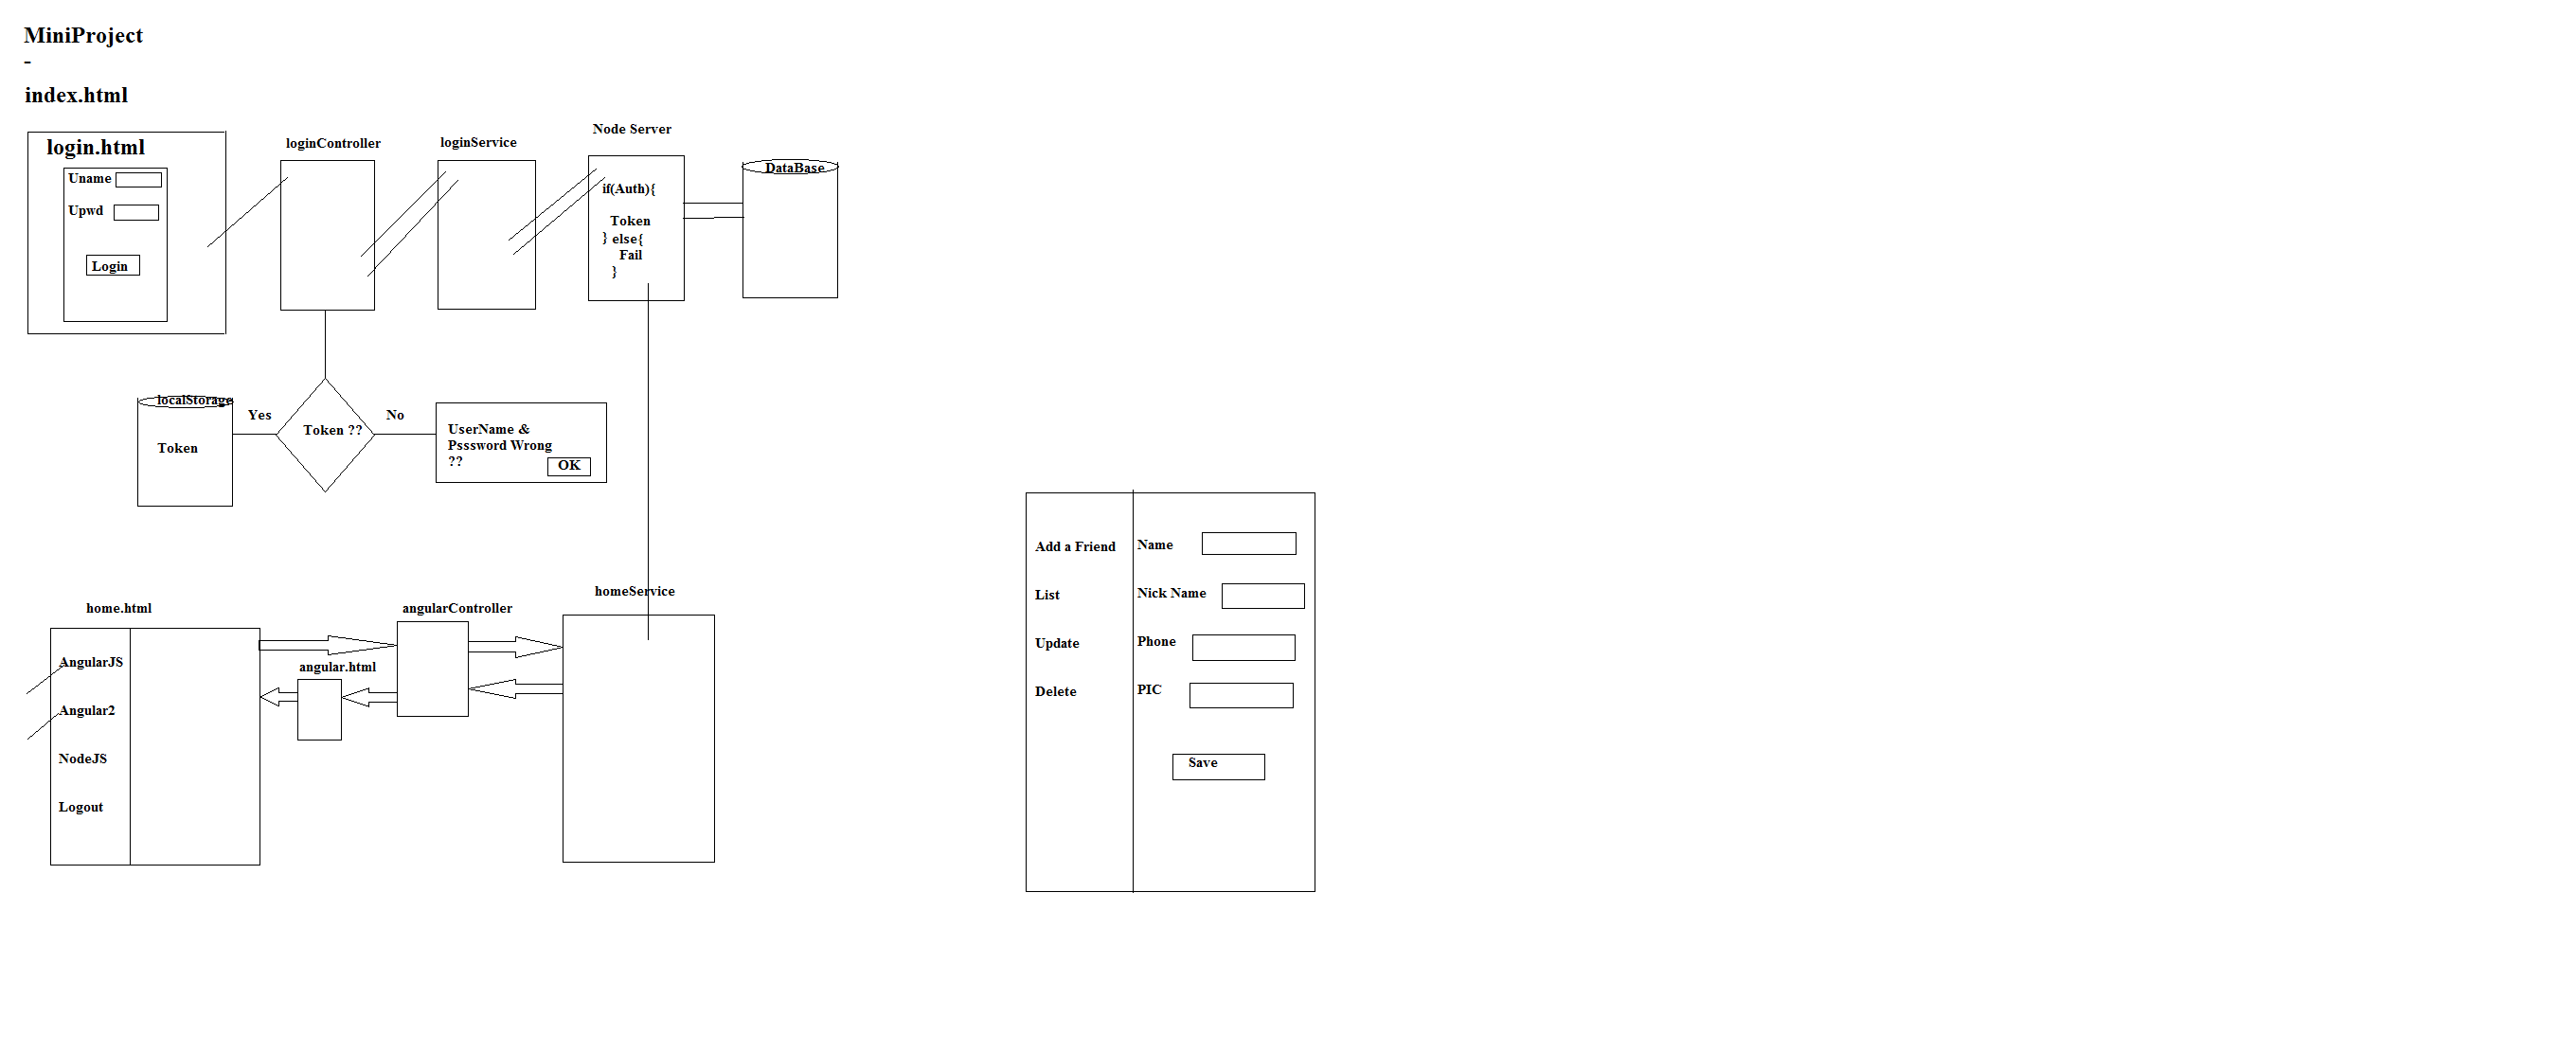 MiniProject
-
index.html
login.html
Uname
Upwd
Login
loginController
loginService
Node Server
if(Auth){
Token
} else{
Fail
}
DataBase
localStorage
Token
Yes
Token ??
No
UserName &
Psssword Wrong
??
OK
home.html
AngularJS
Angular2
NodeJS
Logout
angular.html
angularController
homeService
Add a Friend
List
Update
Delete
Name
Nick Name
Phone
PIC
Save